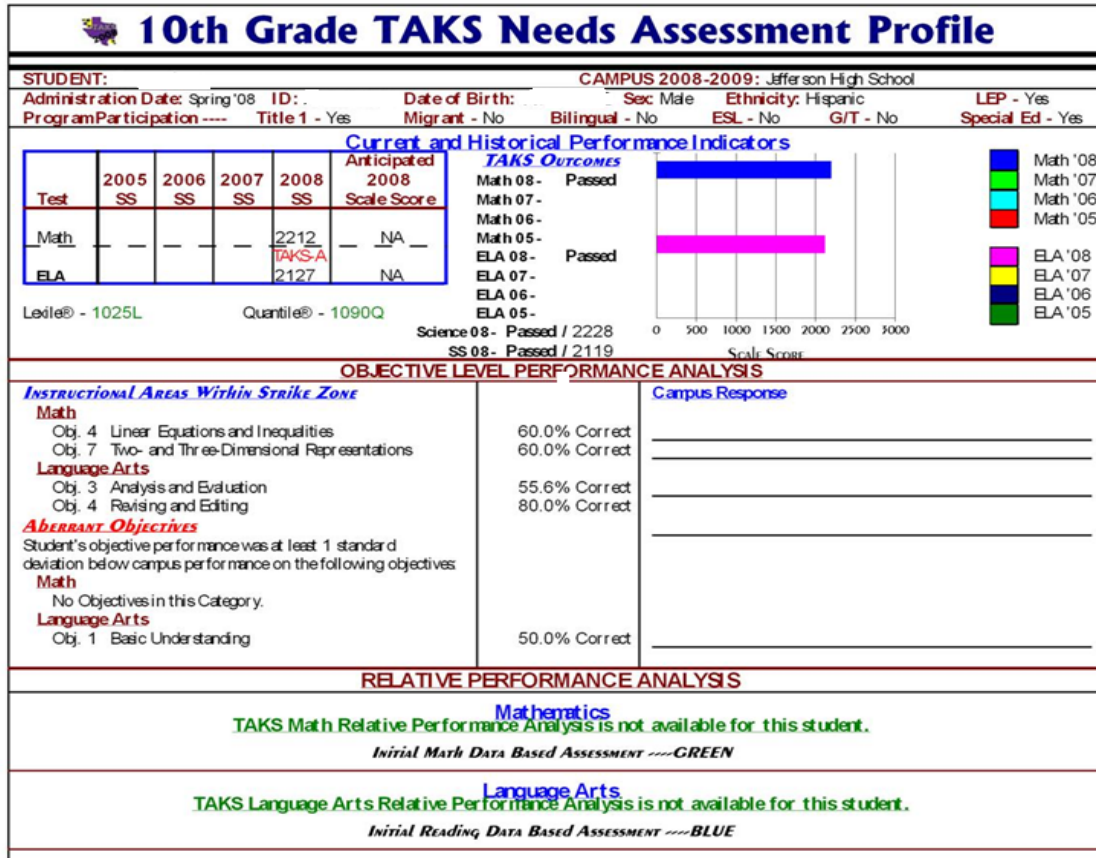 10th Grade TAKS Needs Assessment Profile
STUDENT: CAMPUS 2008-2009: Jefferson High School
Administration Date: Spring '08 ID: . Date of Birth: Sex: Male Ethnicity: Hispanic LEP - Yes
Program Participation ---- Title 1 - Yes Migrant - No Bilingual - No ESL - No G/T - No Special Ed - Yes
Current and Historical Performance Indicators
Test 2005 SS 2006 SS 2007 SS 2008 SS Anticipated 2008 Scale Score
Math 2212 NA
TAKS-A
ELA 2127 NA
Lexile® - 1025L Quantile® - 1090Q
TAKS OUTCOMES
Math 08 - Passed
Math 07 -
Math 06 -
Math 05 -
ELA 08 - Passed
ELA 07 -
ELA 06 -
ELA 05 -
Science 08 - Passed / 2228
SS 08 - Passed / 2119
0 500 1000 1500 2000 2500 3000
SCALE SCORE
Math '08
Math '07
Math '06
Math '05
ELA '08
ELA '07
ELA '06
ELA '05
OBJECTIVE LEVEL PERFORMANCE ANALYSIS
INSTRUCTIONAL AREAS WITHIN STRIKE ZONE
Campus Response
Math
Obj. 4 Linear Equations and Inequalities 60.0% Correct
Obj. 7 Two- and Three-Dimensional Representations 60.0% Correct
Language Arts
Obj. 3 Analysis and Evaluation 55.6% Correct
Obj. 4 Revising and Editing 80.0% Correct
ABERRANT OBJECTIVES
Student's objective performance was at least 1 standard
deviation below campus performance on the following objectives:
Math
No Objectives in this Category.
Language Arts
Obj. 1 Basic Understanding 50.0% Correct
RELATIVE PERFORMANCE ANALYSIS
Mathematics
TAKS Math Relative Performance Analysis is not available for this student.
INITIAL MATH DATA BASED ASSESSMENT ----GREEN
Language Arts
TAKS Language Arts Relative Performance Analysis is not available for this student.
INITIAL READING DATA BASED ASSESSMENT ----BLUE